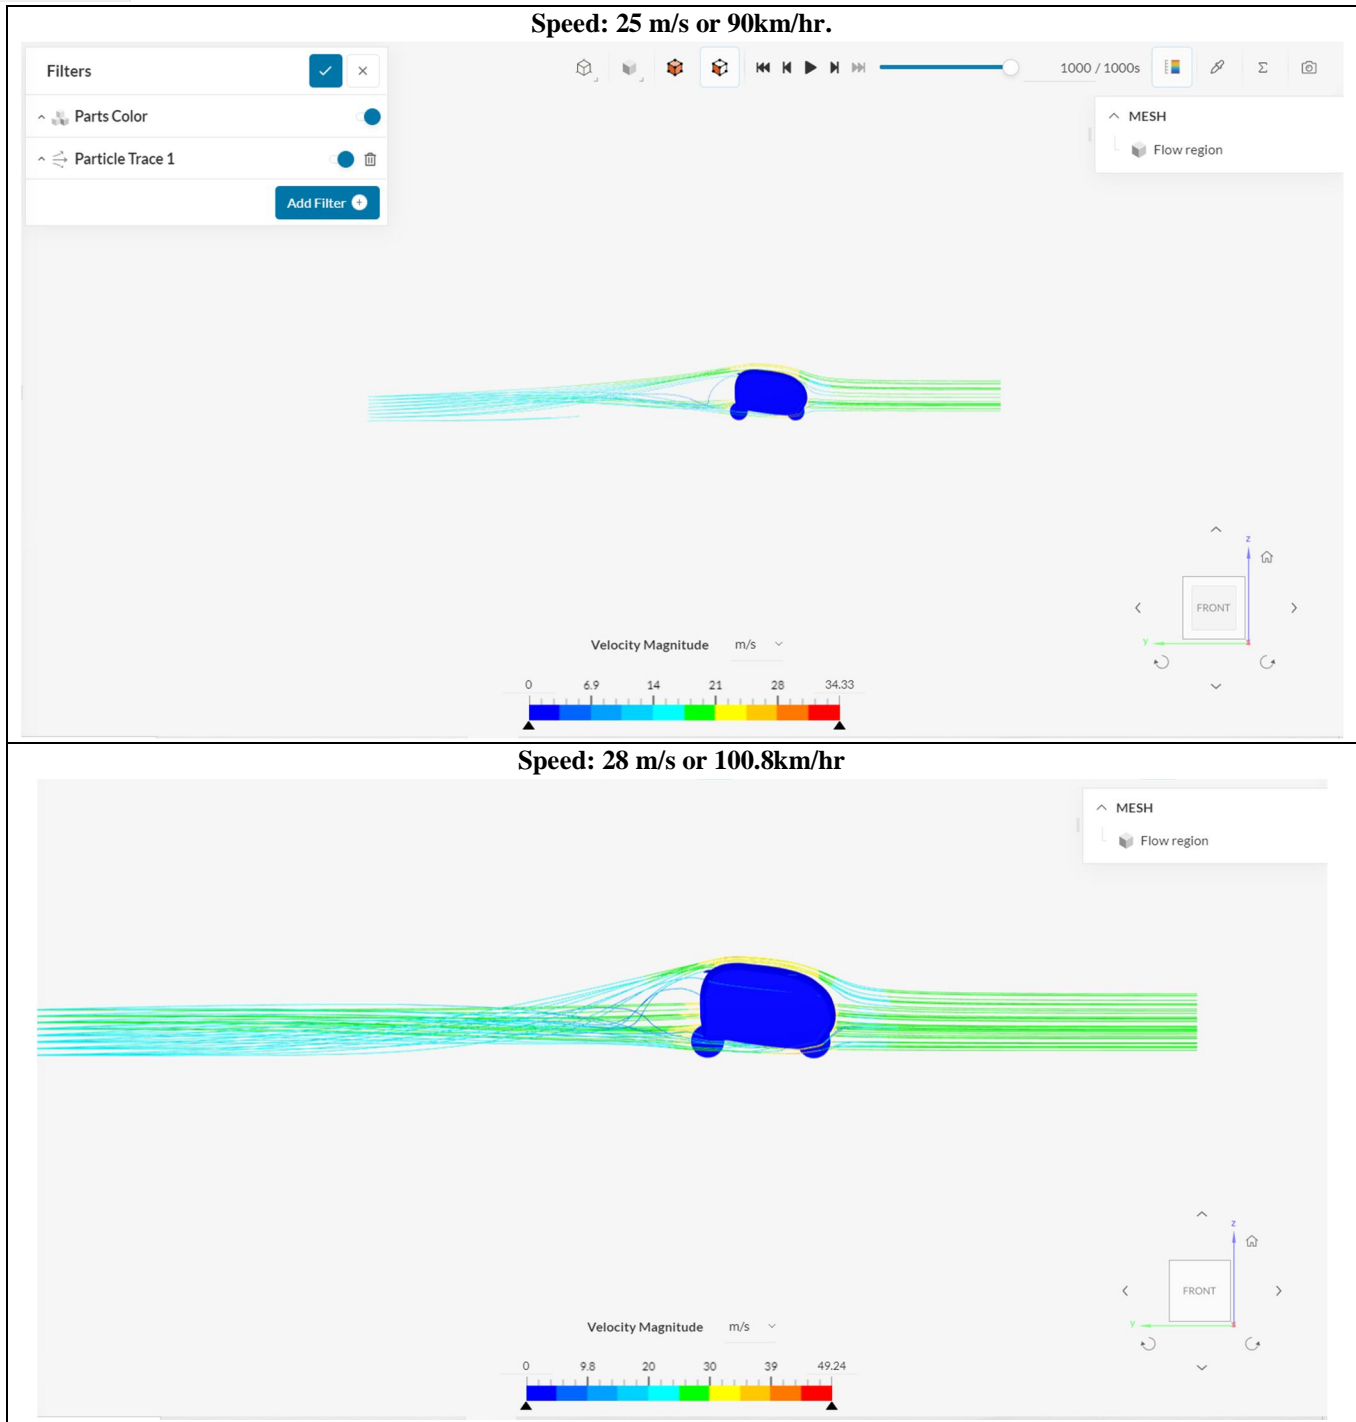 Speed: 25 m/s or 90km/hr.
Filters
1000 / 1000s
Parts Color
MESH
Particle Trace 1
Flow region
Add Filter
z
FRONT
y
Velocity Magnitude m/s
0 6.9 14 21 28 34.33
Speed: 28 m/s or 100.8km/hr
MESH
Flow region
z
FRONT
y
Velocity Magnitude m/s
0 9.8 20 30 39 49.24